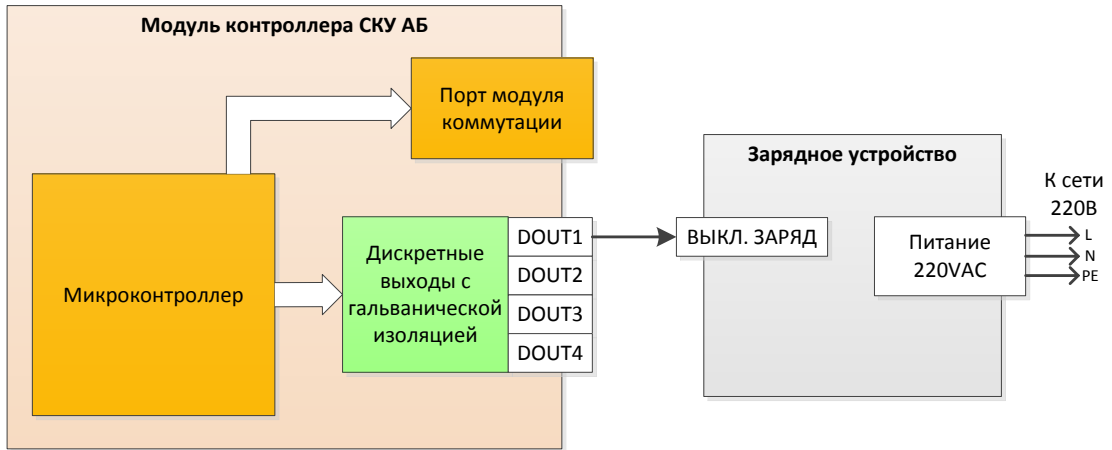 Модуль контроллера СКУ АБ
Порт модуля
коммутации
Микроконтроллер
Дискретные
выходы с
гальванической
изоляцией
DOUT1
DOUT2
DOUT3
DOUT4
Зарядное устройство
ВЫКЛ. ЗАРЯД
Питание
220VAC
К сети
220В
L
N
PE